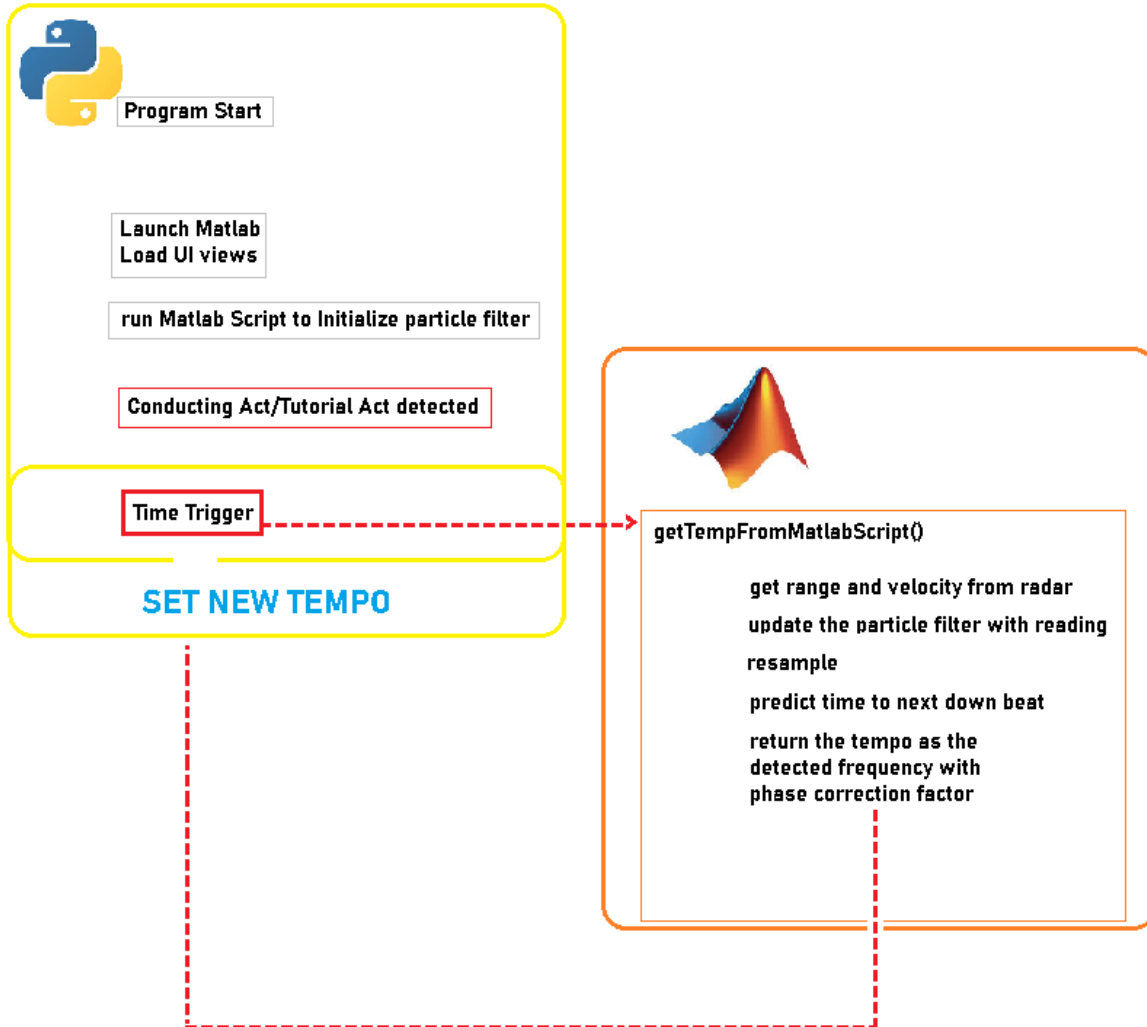 Program Start
Launch Matlab
Load UI views
run Matlab Script to Initialize particle filter
Conducting Act/Tutorial Act detected
Time Trigger
SET NEW TEMPO
getTempFromMatlabScript()
get range and velocity from radar
update the particle filter with reading
resample
predict time to next down beat
return the tempo as the
detected frequency with
phase correction factor